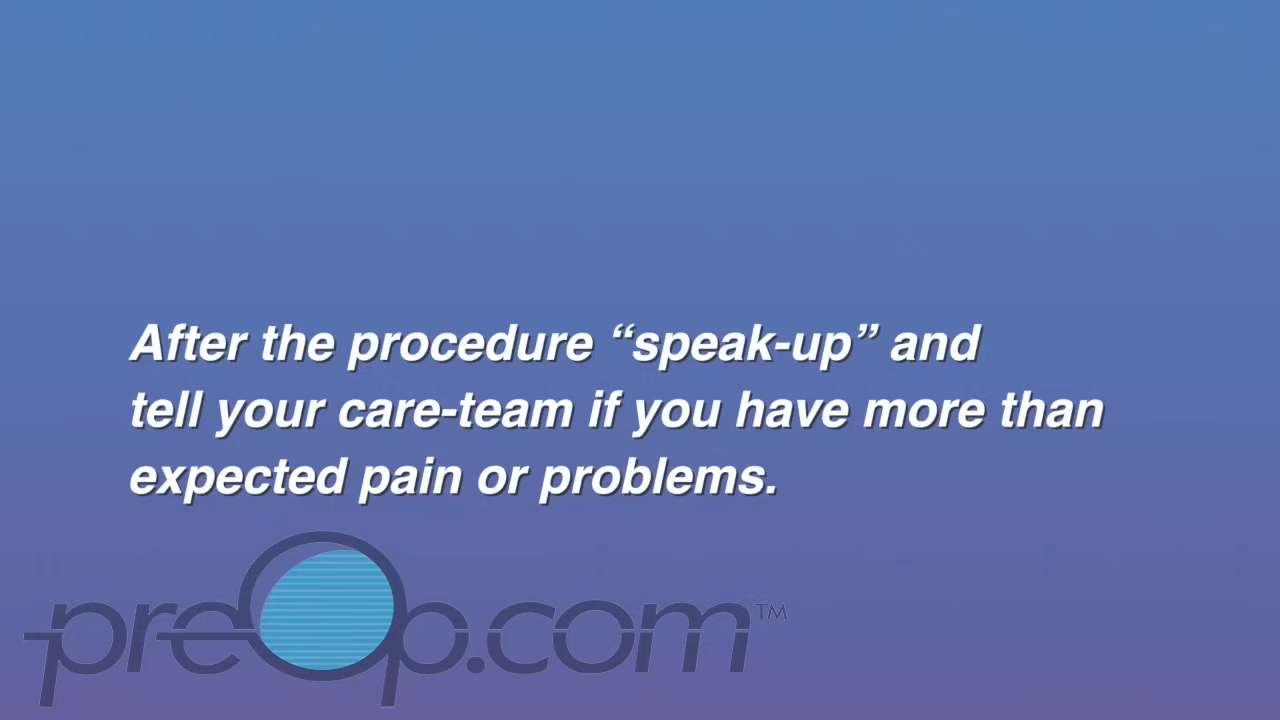 After the procedure “speak-up” and
tell your care-team if you have more than
expected pain or problems.
preOp.com™